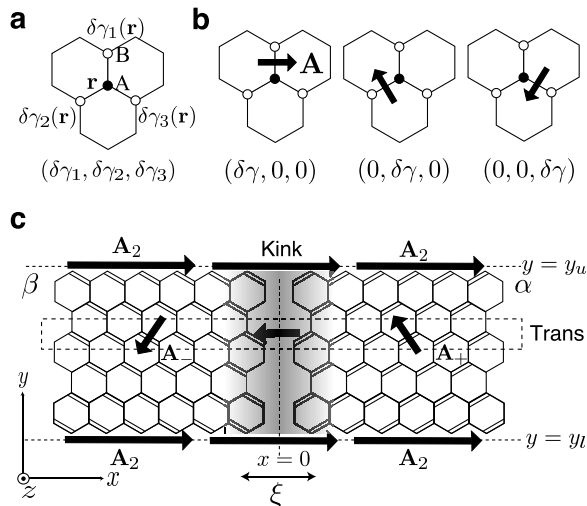 a
δγ₁(r)
B
r A
δγ₂(r) δγ₃(r)
(δγ₁, δγ₂, δγ₃)
b
A
(δγ, 0, 0) (0, δγ, 0) (0, 0, δγ)
c
A₂ Kink A₂ y = yᵤ
β α
Trans
A₋ A₊
y
A₂ x = 0 A₂ y = yₗ
z x ξ